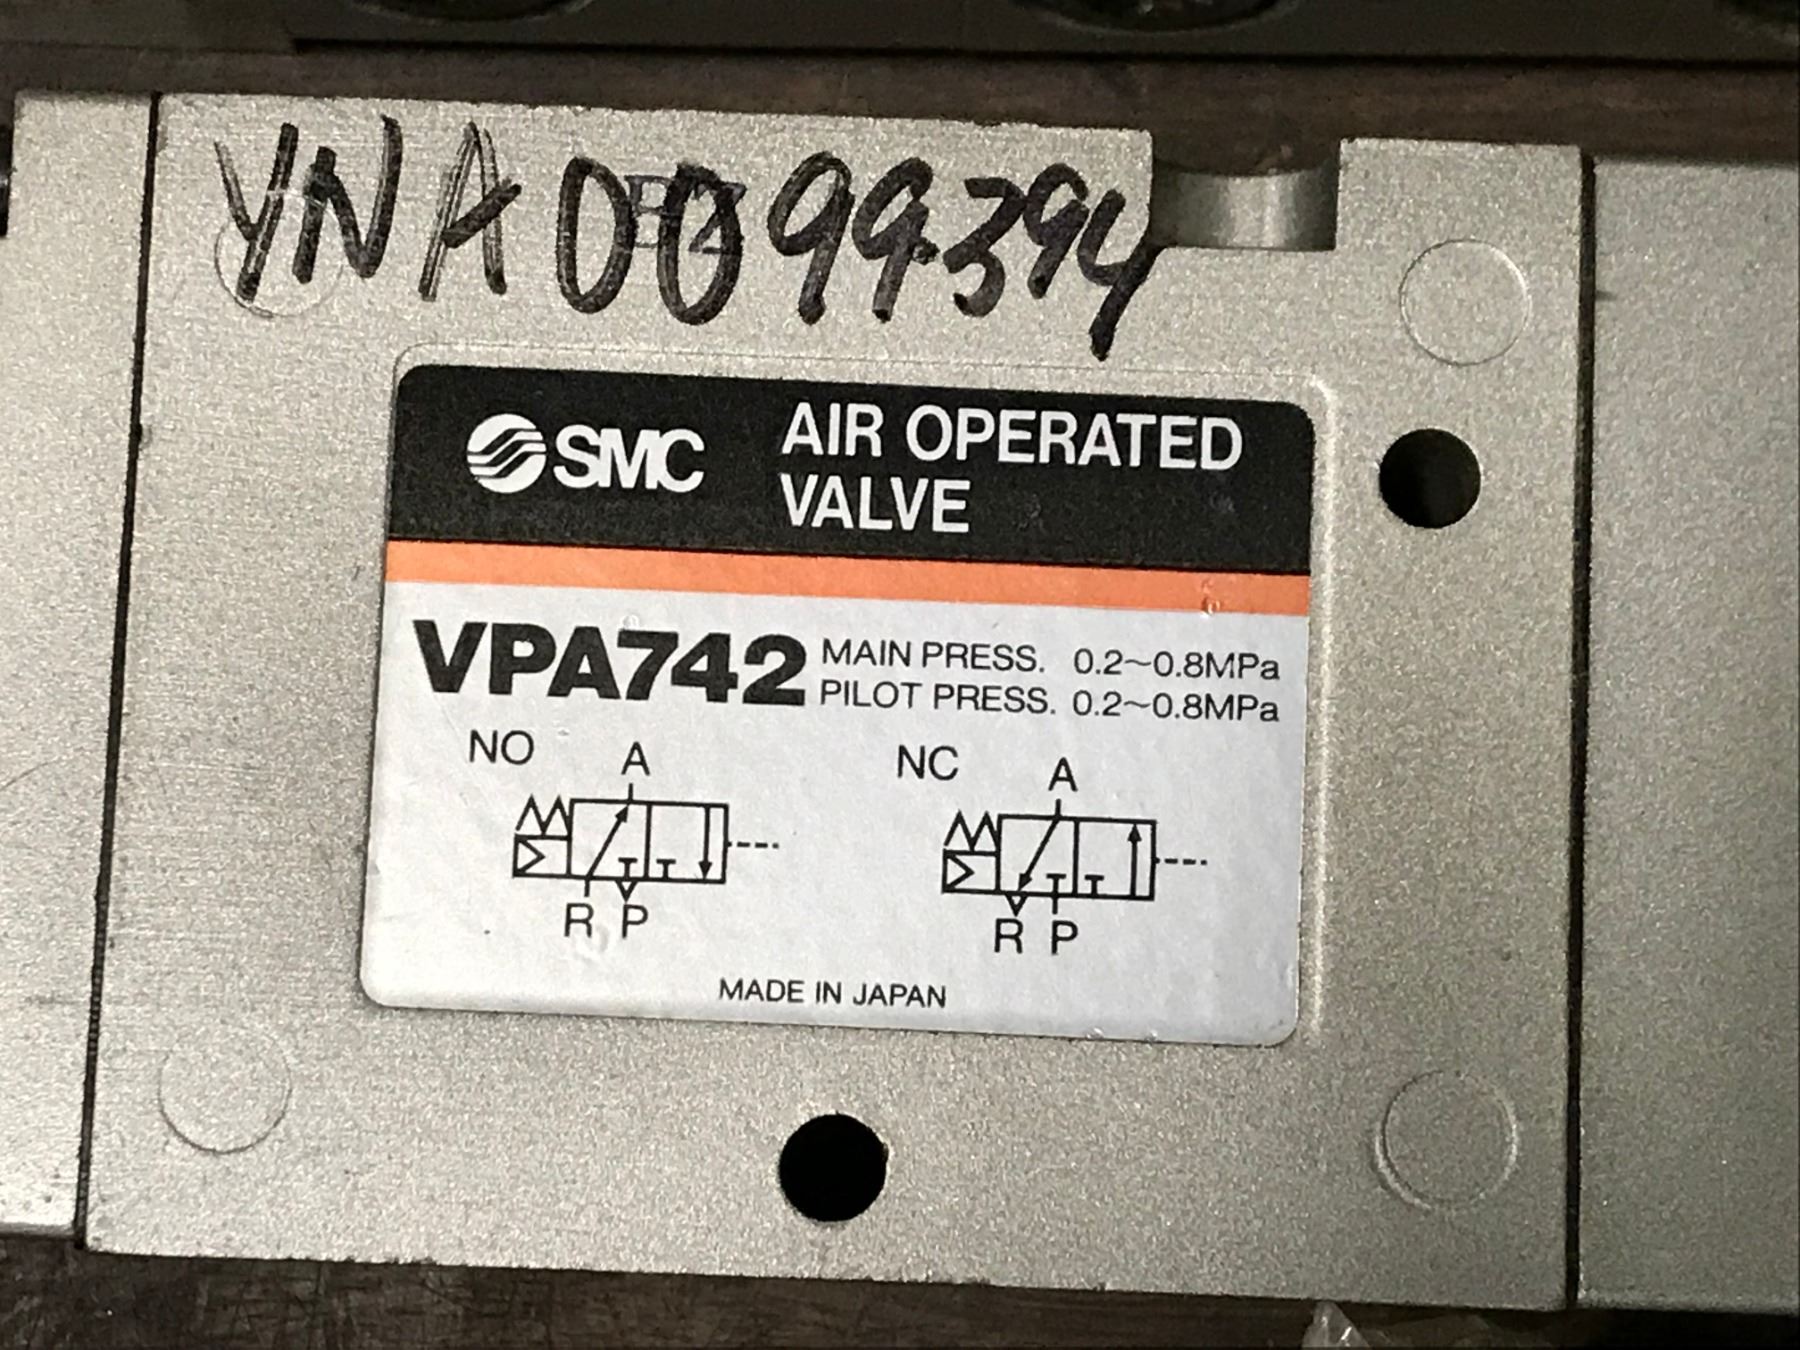 YNA0099394
SMC AIR OPERATED
VALVE
VPA742 MAIN PRESS. 0.2~0.8MPa
PILOT PRESS. 0.2~0.8MPa
NO A NC A
R P R P
MADE IN JAPAN